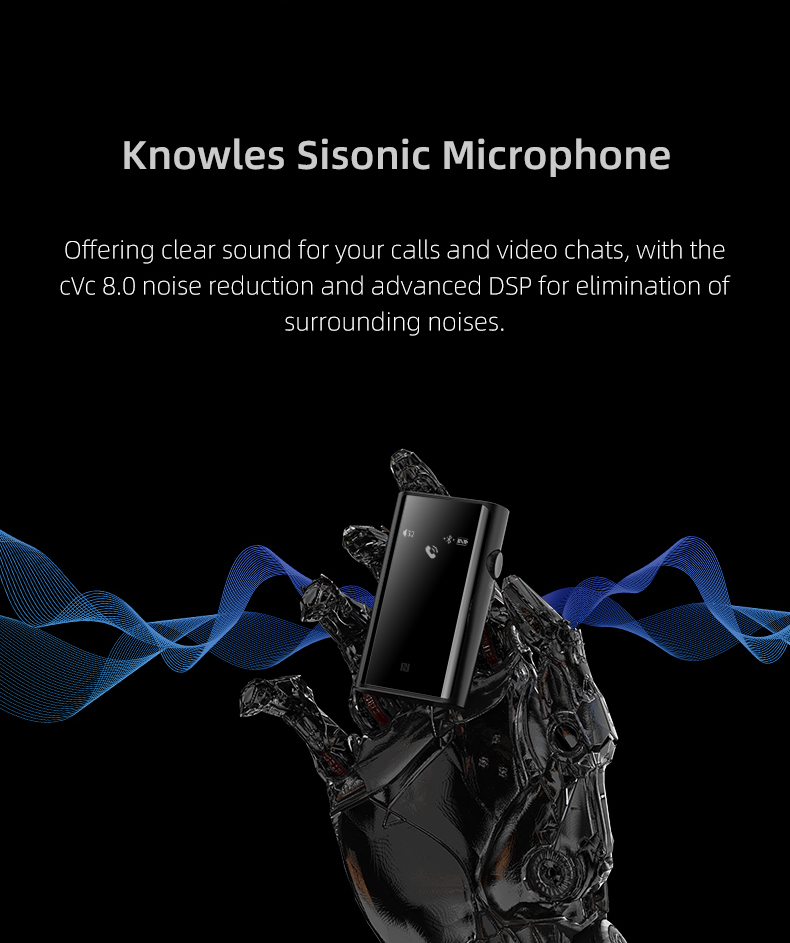 Knowles Sisonic Microphone
Offering clear sound for your calls and video chats, with the
cVc 8.0 noise reduction and advanced DSP for elimination of
surrounding noises.